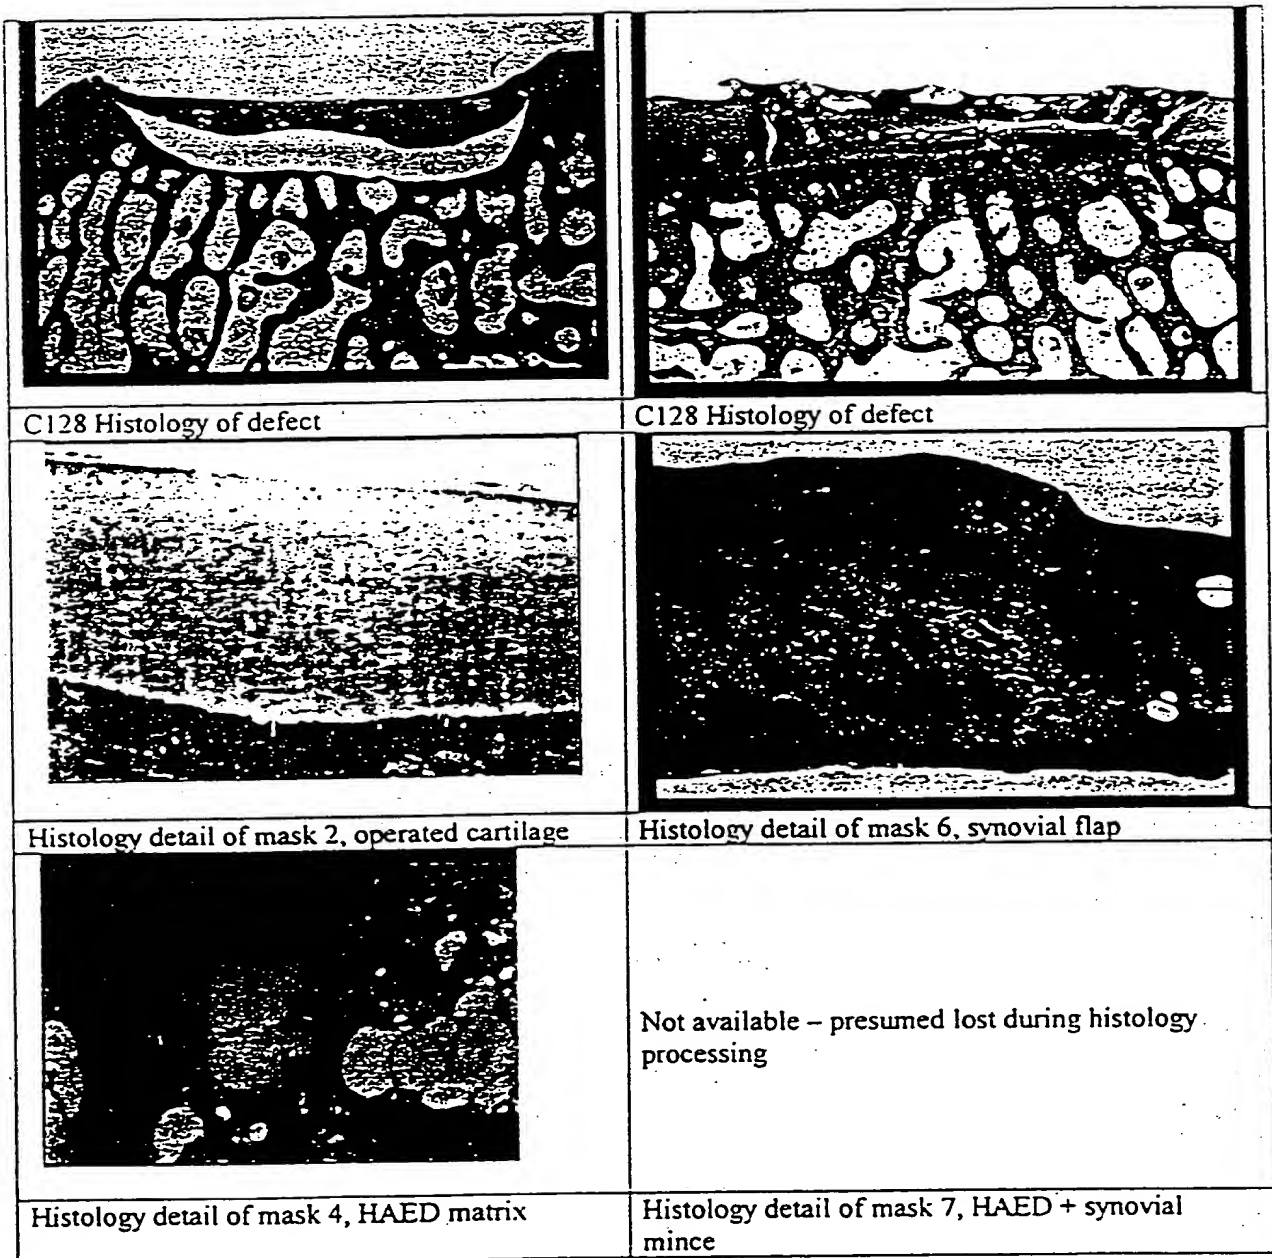 C128 Histology of defect
C128 Histology of defect
Histology detail of mask 2, operated cartilage
Histology detail of mask 6, synovial flap
Not available – presumed lost during histology
processing
Histology detail of mask 4, HAED matrix
Histology detail of mask 7, HAED + synovial
mince